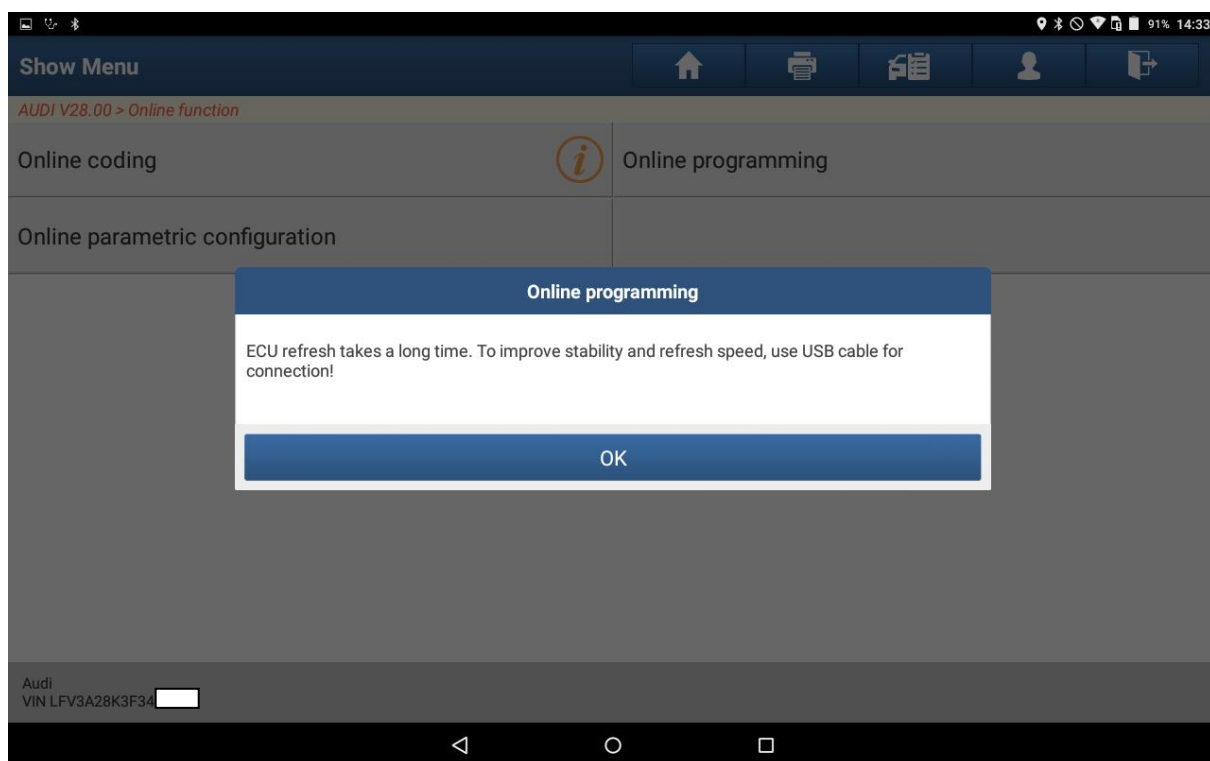 91% 14:33
Show Menu
AUDI V28.00 > Online function
Online coding
Online programming
Online parametric configuration
Online programming
ECU refresh takes a long time. To improve stability and refresh speed, use USB cable for
connection!
OK
Audi
VIN LFV3A28K3F34